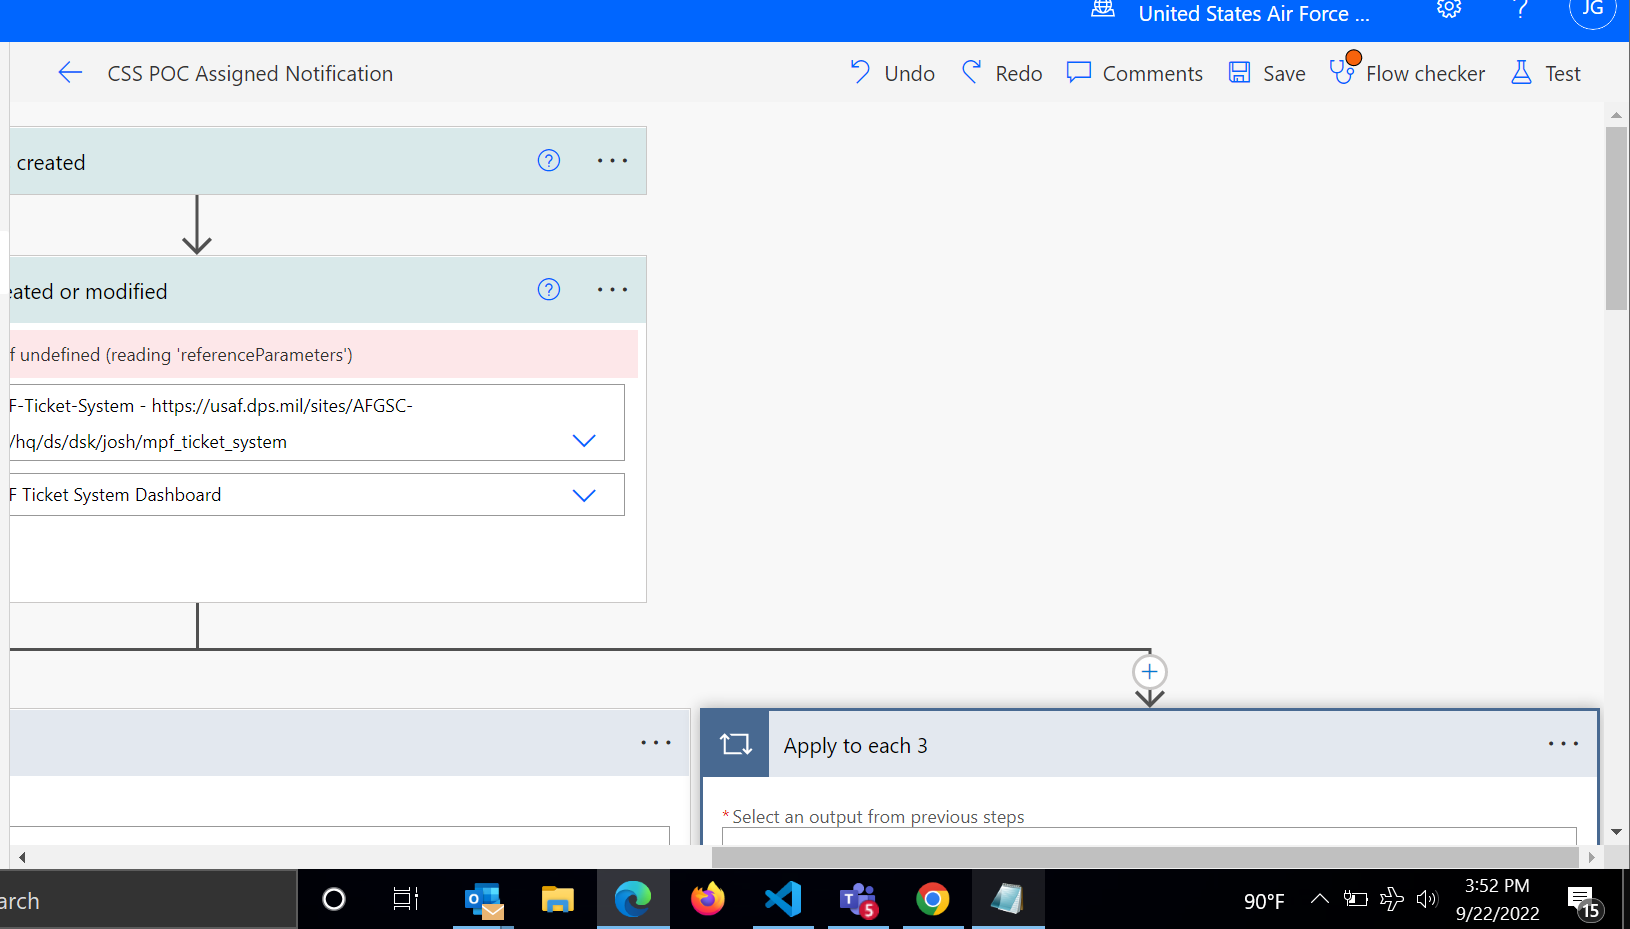 United States Air Force ...
JG
CSS POC Assigned Notification
Undo
Redo
Comments
Save
Flow checker
Test
created
eated or modified
f undefined (reading 'referenceParameters')
F-Ticket-System - https://usaf.dps.mil/sites/AFGSC-
/hq/ds/dsk/josh/mpf_ticket_system
F Ticket System Dashboard
Apply to each 3
*Select an output from previous steps
arch
5
90°F
3:52 PM
9/22/2022
15